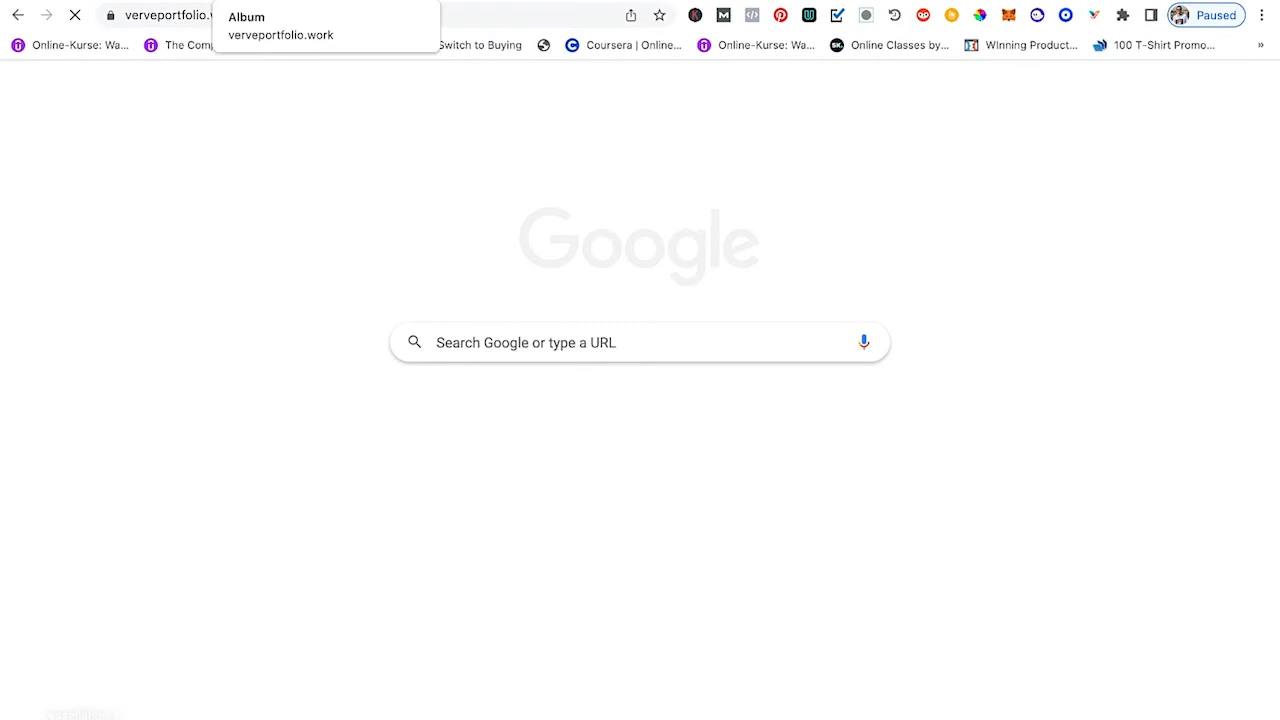 verveportfolio.
Album
verveportfolio.work
Paused
Online-Kurse: Wa...
The Comp
Switch to Buying
Coursera | Online...
Online-Kurse: Wa...
Online Classes by...
WInning Product...
100 T-Shirt Promo...
»
Google
Search Google or type a URL